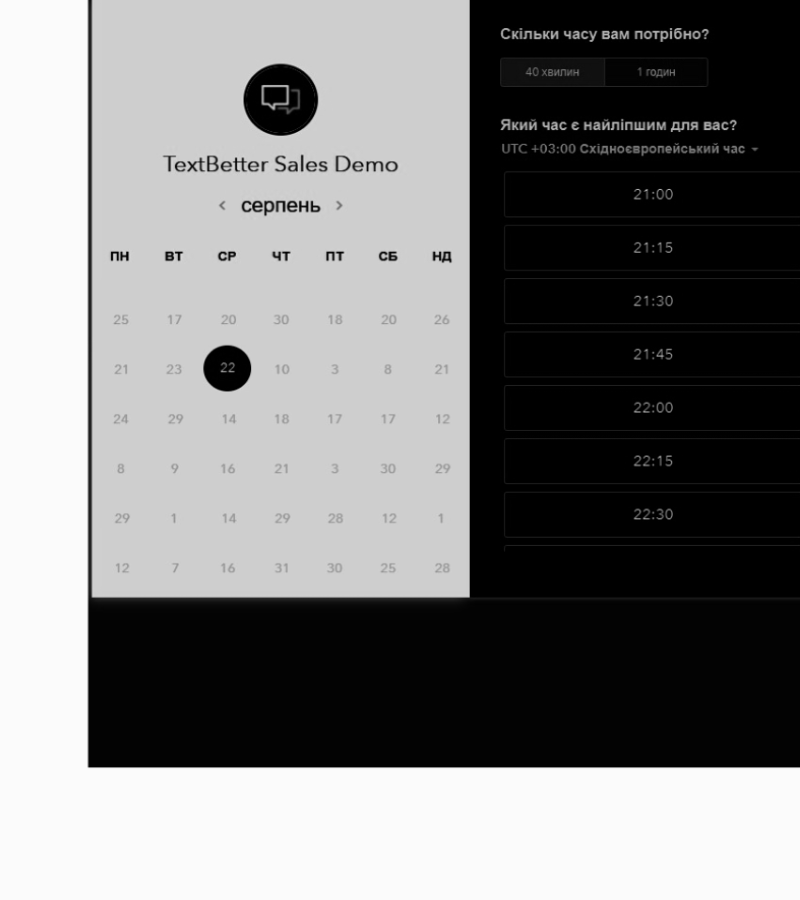 TextBetter Sales Demo
серпень
ПН ВТ СР ЧТ ПТ СБ НД
25 17 20 30 18 20 26
21 23 22 10 3 8 21
24 29 14 18 17 17 12
8 9 16 21 3 30 29
29 1 14 29 28 12 1
12 7 16 31 30 25 28
Скільки часу вам потрібно?
40 хвилин 1 годин
Який час є найліпшим для вас?
UTC +03:00 Східноєвропейський час
21:00
21:15
21:30
21:45
22:00
22:15
22:30